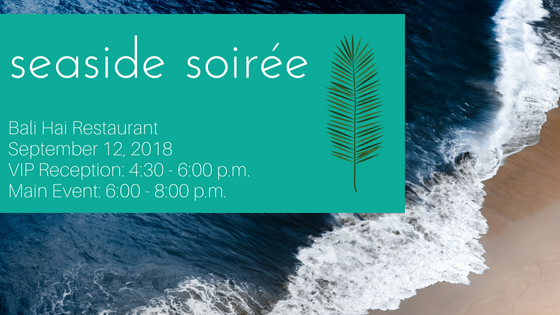 seaside soirée
Bali Hai Restaurant
September 12, 2018
VIP Reception: 4:30 - 6:00 p.m.
Main Event: 6:00 - 8:00 p.m.